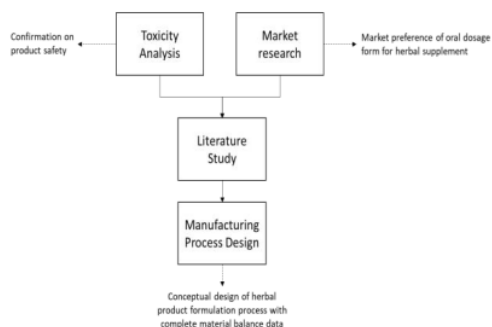 Confirmation on
product safety
Toxicity
Analysis
Market
research
Market preference of oral dosage
form for herbal supplement
Literature
Study
Manufacturing
Process Design
Conceptual design of herbal
product formulation process with
complete material balance data